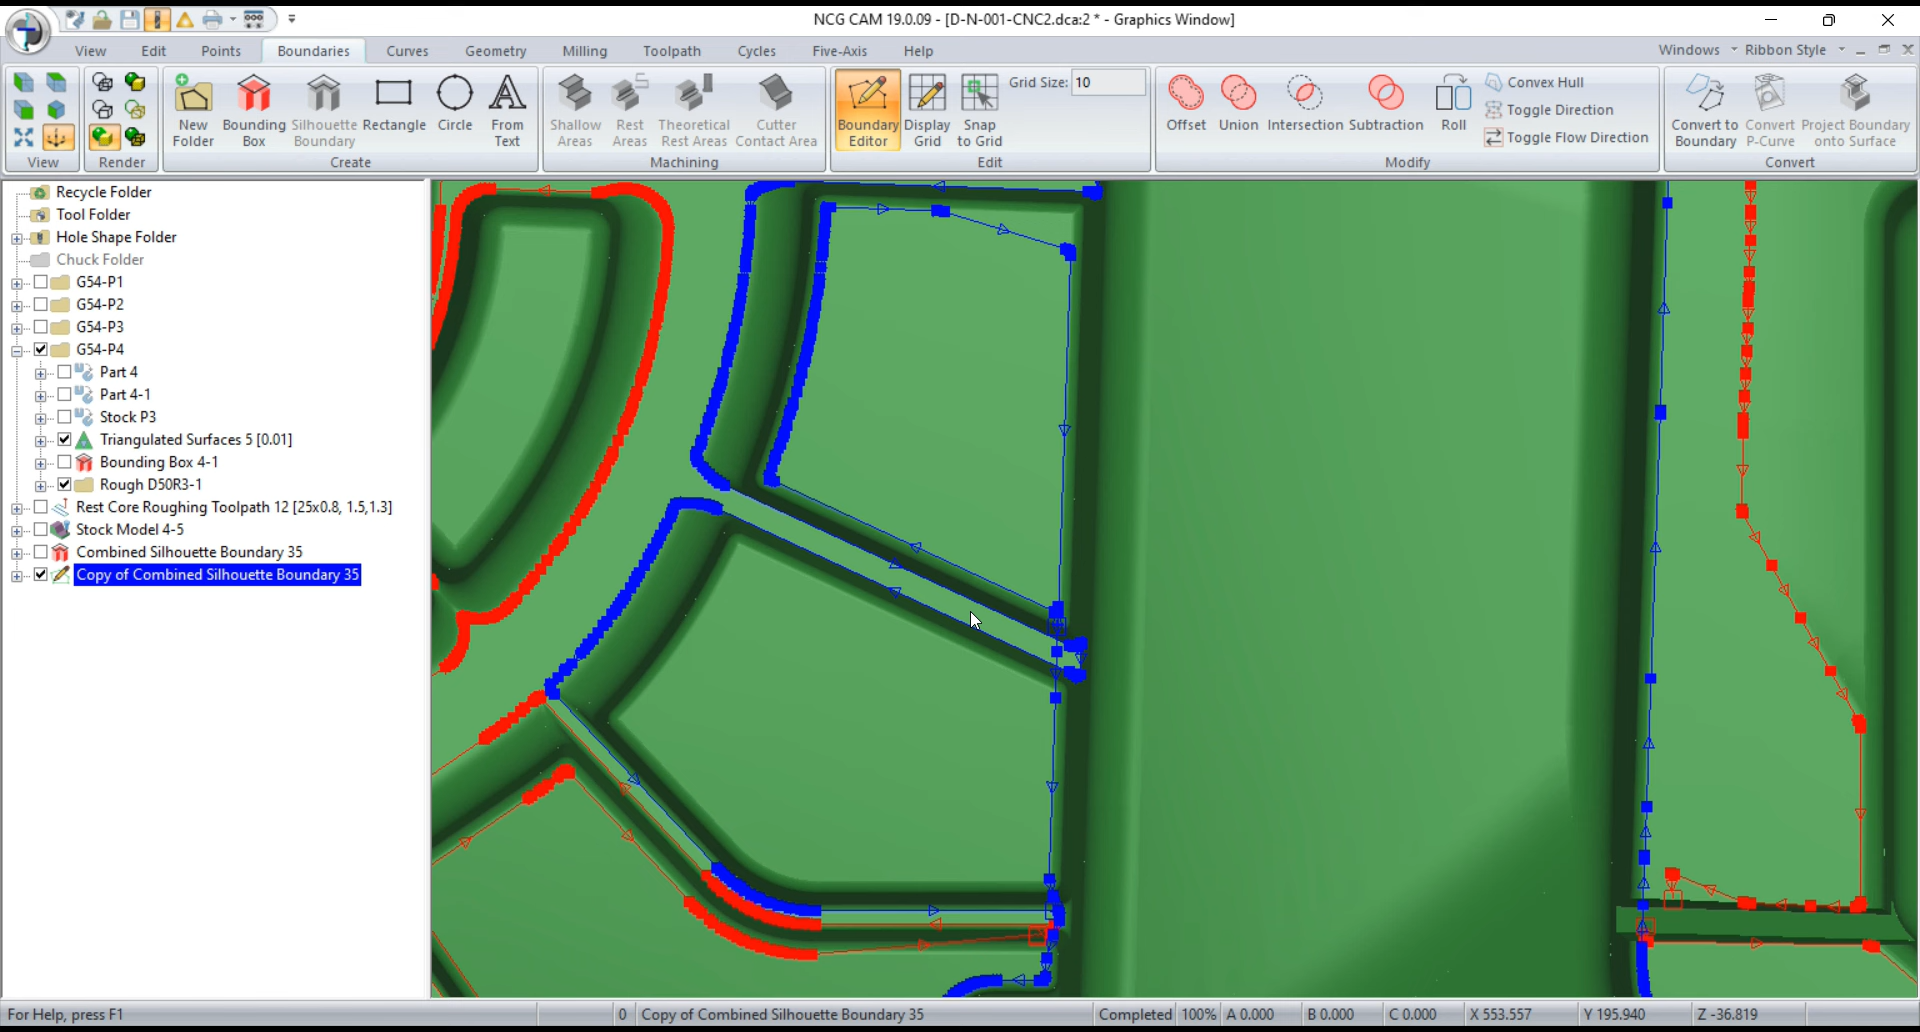 NCG CAM 19.0.09 - [D-N-001-CNC2.dca:2 * - Graphics Window]
View Edit Points Boundaries Curves Geometry Milling Toolpath Cycles Five-Axis Help Windows Ribbon Style
New Folder
Bounding Box
Silhouette Boundary
Rectangle
Circle
From Text
Shallow Areas
Rest Areas
Theoretical Rest Areas
Cutter Contact Area
Boundary Editor
Display Grid
Snap to Grid
Grid Size: 10
Offset
Union
Intersection
Subtraction
Roll
Convex Hull
Toggle Direction
Toggle Flow Direction
Convert to Boundary
Convert P-Curve
Project Boundary onto Surface
View Render Create Machining Edit Modify Convert
Recycle Folder
Tool Folder
Hole Shape Folder
Chuck Folder
G54-P1
G54-P2
G54-P3
G54-P4
Part 4
Part 4-1
Stock P3
Triangulated Surfaces 5 [0.01]
Bounding Box 4-1
Rough D50R3-1
Rest Core Roughing Toolpath 12 [25x0.8, 1.5,1.3]
Stock Model 4-5
Combined Silhouette Boundary 35
Copy of Combined Silhouette Boundary 35
For Help, press F1 0 Copy of Combined Silhouette Boundary 35 Completed 100% A 0.000 B 0.000 C 0.000 X 553.557 Y 195.940 Z -36.819